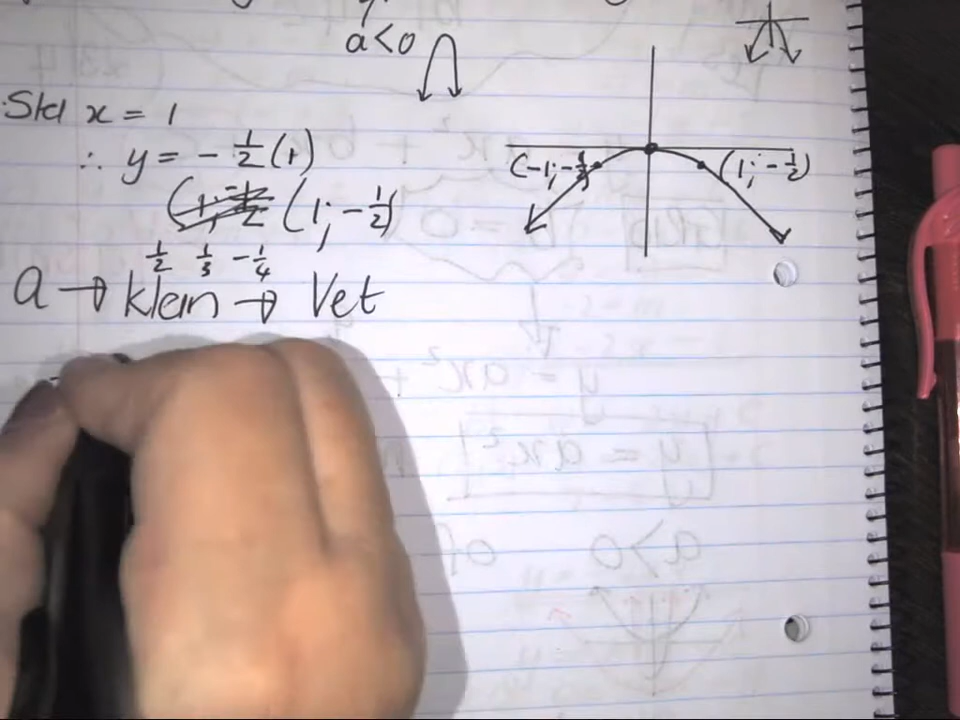 a<0
Stel x = 1
∴ y = - 1/2 (1)
(1; -1/2)
(-1; -1/2)
(1; -1/2)
1/2 1/3 -1/4
a → klein → Vet